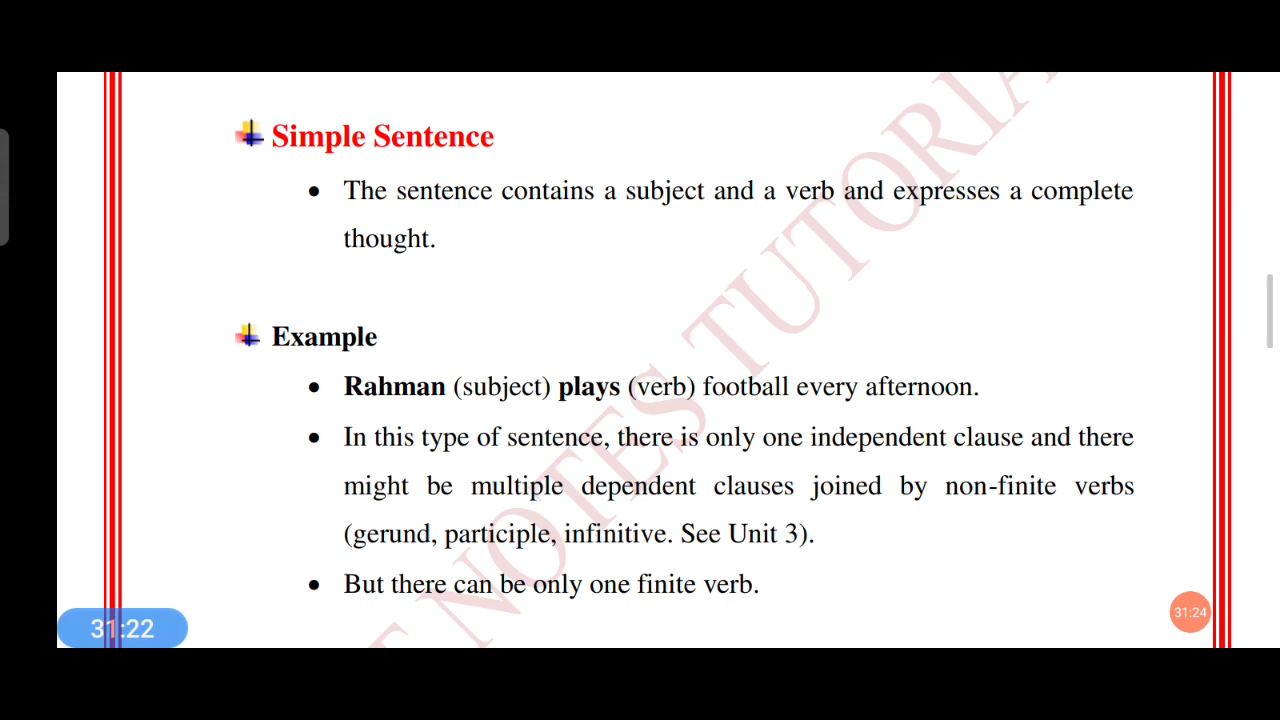 Simple Sentence
The sentence contains a subject and a verb and expresses a complete
thought.
Example
Rahman (subject) plays (verb) football every afternoon.
In this type of sentence, there is only one independent clause and there
might be multiple dependent clauses joined by non-finite verbs
(gerund, participle, infinitive. See Unit 3).
But there can be only one finite verb.
NOTES TUTORIA
31:22
31:24